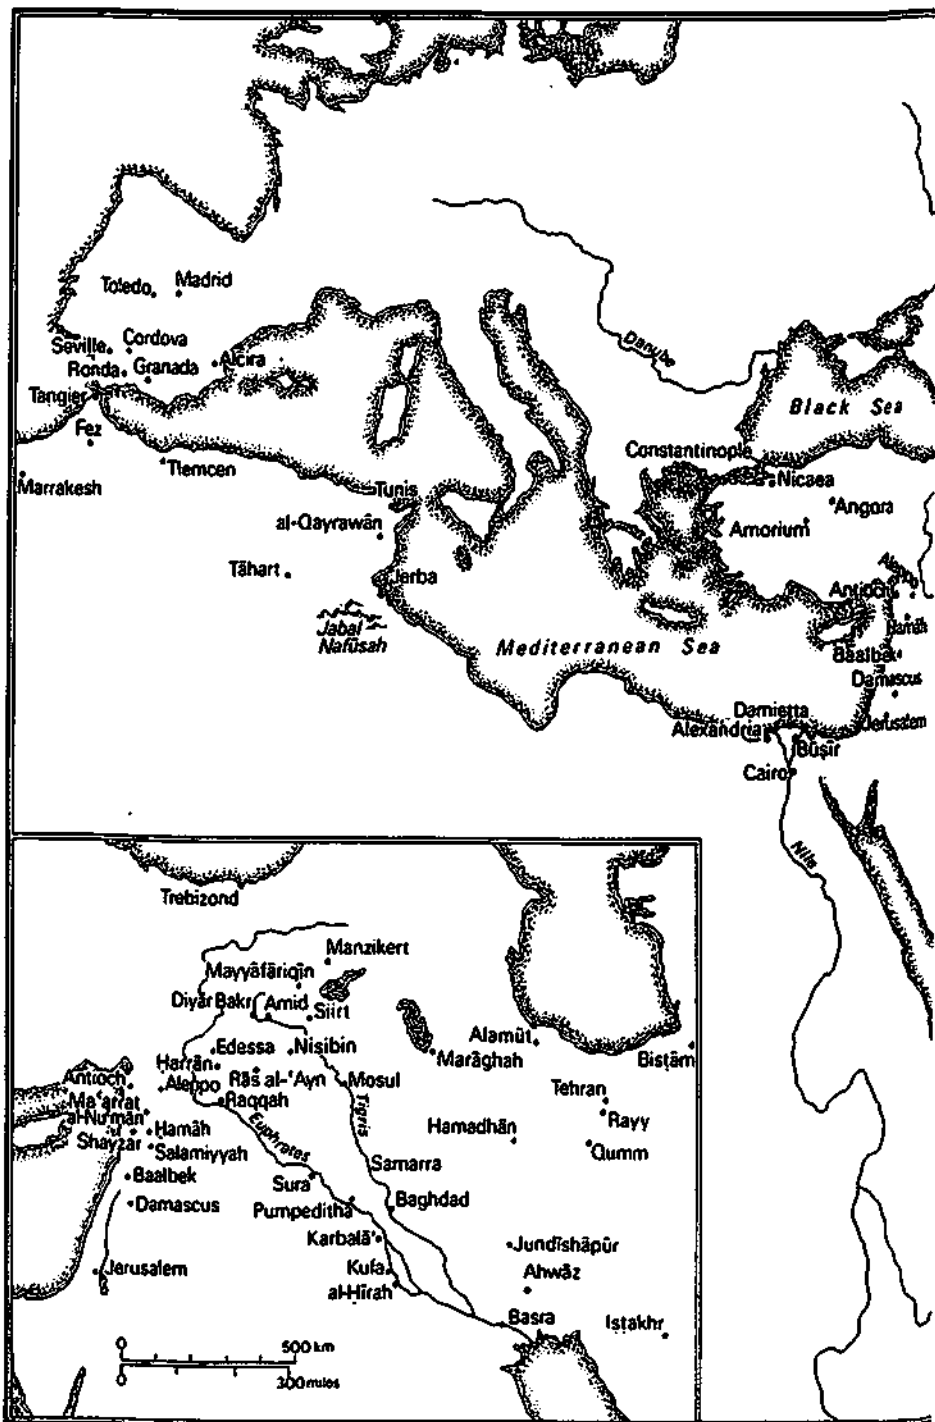 Toledo
Madrid
Seville
Cordova
Ronda
Granada
Alcira
Tangier
Fez
Tlemcen
Marrakesh
Tunis
al-Qayrawān
Tāhart
Jerba
Jabal
Nafūsah
Danube
Black Sea
Constantinople
Nicaea
Angora
Amorium
Aleppo
Antioch
Hamāh
Baalbek
Damascus
Mediterranean Sea
Damietta
Jerusalem
Alexandria
Būṣīr
Cairo
Nile
Trebizond
Manzikert
Mayyāfāriqīn
Diyār Bakr
Amid
Siirt
Alamūt
Edessa
Nisibin
Marāghah
Bisṭām
Harrān
Antioch
Aleppo
Rās al-'Ayn
Mosul
Tehran
Ma'arrat
al-Nu'mān
Raqqah
Tigris
Rayy
Hamāh
Euphrates
Hamadhān
Shayzar
Salamiyyah
Qumm
Samarra
Baalbek
Sura
Damascus
Pumpeditha
Baghdad
Karbalā'
Jundīshāpūr
Jerusalem
Kufa
Ahwāz
al-Ḥīrah
Basra
Iṣtakhr
0 500 km
0 300 miles